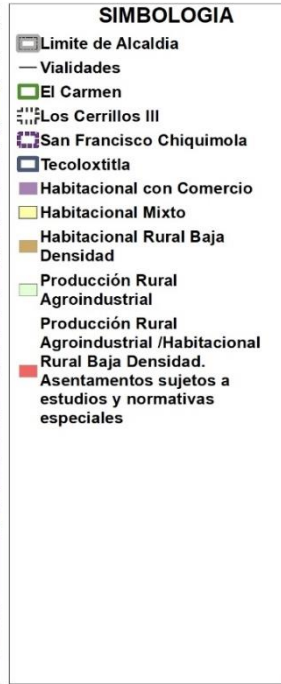 SIMBOLOGIA
Limite de Alcaldia
Vialidades
El Carmen
Los Cerrillos III
San Francisco Chiquimola
Tecoloxtitla
Habitacional con Comercio
Habitacional Mixto
Habitacional Rural Baja
Densidad
Producción Rural
Agroindustrial
Producción Rural
Agroindustrial /Habitacional
Rural Baja Densidad.
Asentamentos sujetos a
estudios y normativas
especiales